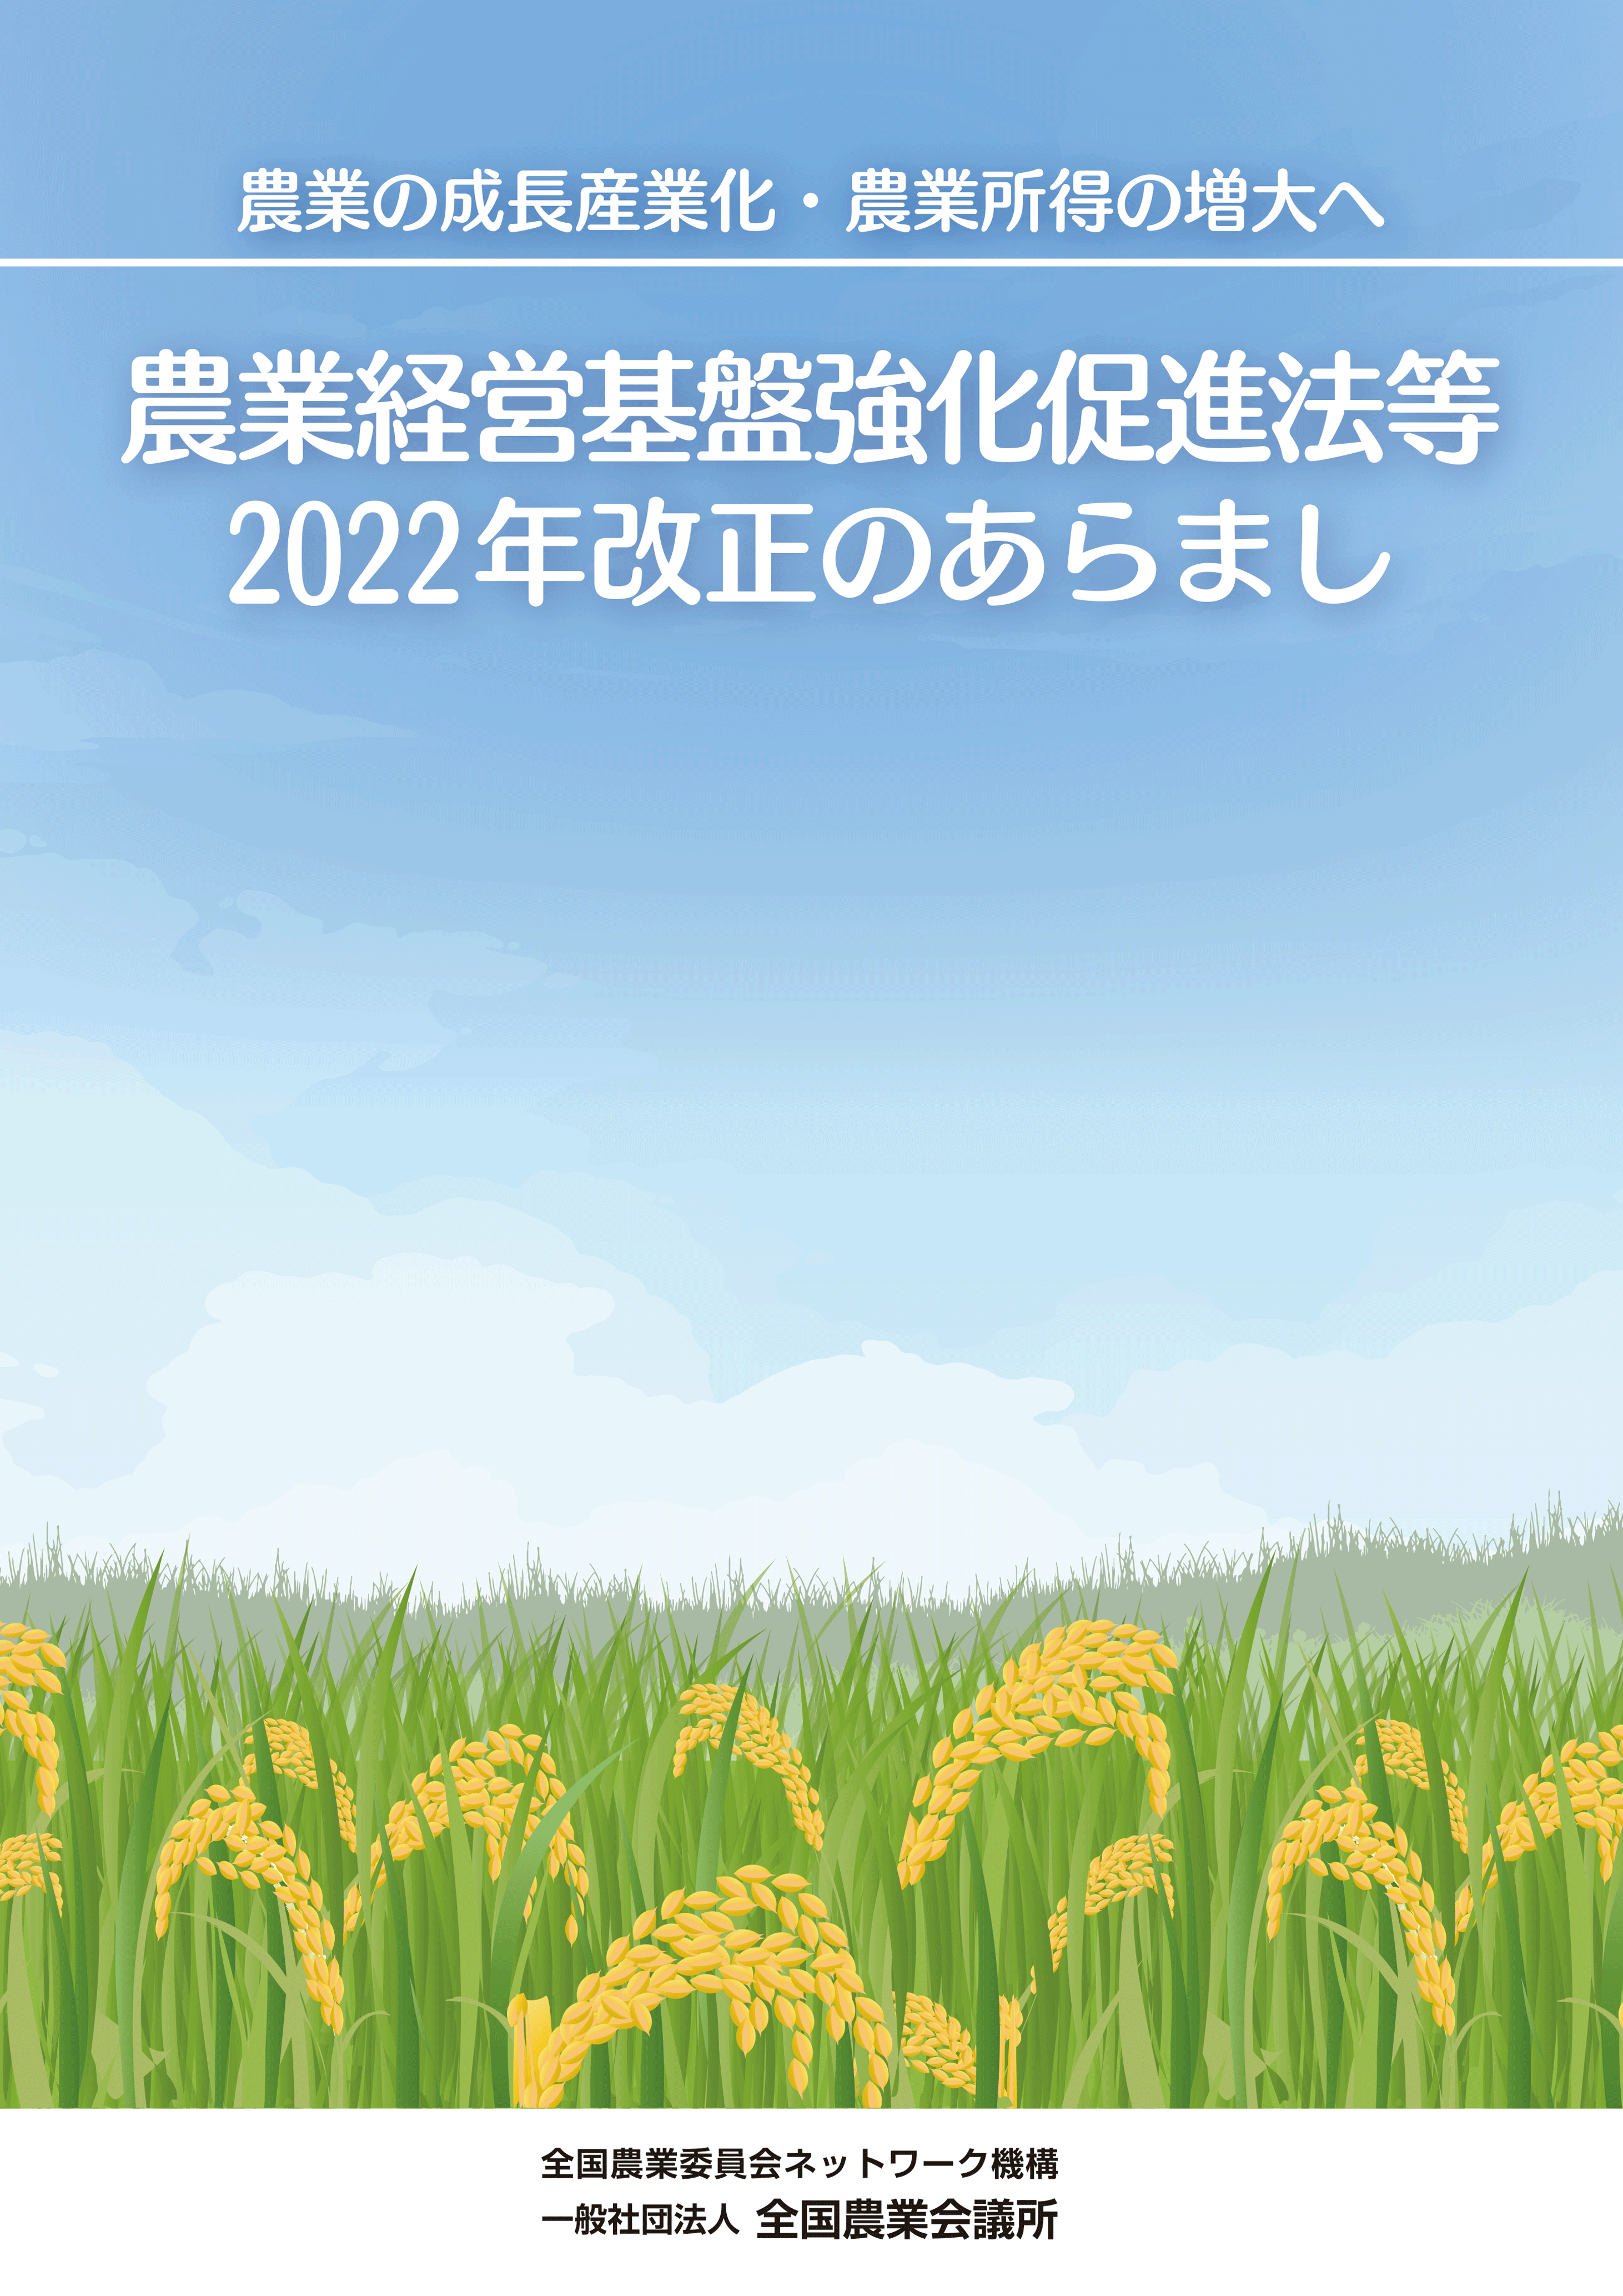 農業の成長産業化・農業所得の増大へ
農業経営基盤強化促進法等
2022年改正のあらまし
全国農業委員会ネットワーク機構
一般社団法人 全国農業会議所